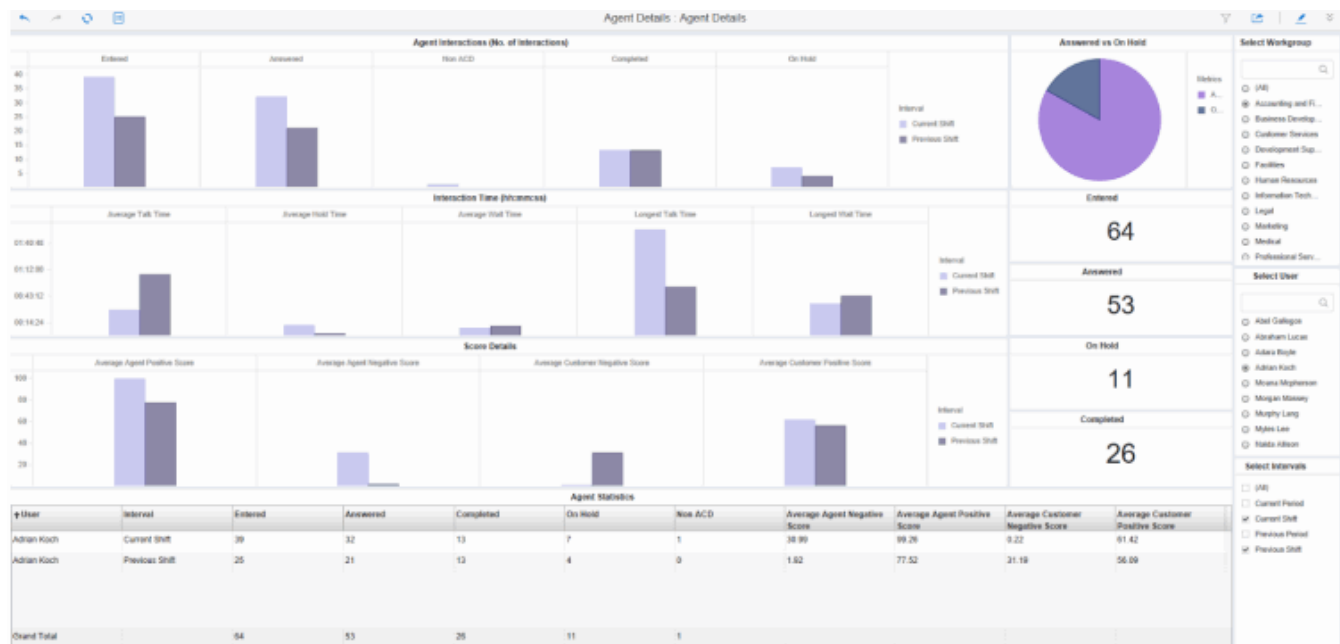 Agent Details : Agent Details
Agent Interactions (No. of Interactions)
Entered
Answered
Non ACD
Completed
On Hold
40
35
30
25
20
15
10
5
Interval
Current Shift
Previous Shift
Interaction Time (hh:mm:ss)
Average Talk Time
Average Hold Time
Average Wait Time
Longest Talk Time
Longest Wait Time
01:40:48
01:12:00
00:43:12
00:14:24
Interval
Current Shift
Previous Shift
Score Details
Average Agent Positive Score
Average Agent Negative Score
Average Customer Negative Score
Average Customer Positive Score
100
80
60
40
20
Interval
Current Shift
Previous Shift
Answered vs On Hold
Metrics
A...
O...
Entered
64
Answered
53
On Hold
11
Completed
26
Select Workgroup
(All)
Accounting and Fi...
Business Develop...
Customer Services
Development Sup...
Facilities
Human Resources
Information Tech...
Legal
Marketing
Medical
Professional Serv...
Select User
Abel Gallegos
Abraham Lucas
Adara Boyle
Adrian Koch
Moana Mcpherson
Morgan Massey
Murphy Lang
Myles Lee
Nakda Allison
Select Intervals
(All)
Current Period
Current Shift
Previous Period
Previous Shift
Agent Statistics
User Interval Entered Answered Completed On Hold Non ACD Average Agent Negative Score Average Agent Positive Score Average Customer Negative Score Average Customer Positive Score
Adrian Koch Current Shift 39 32 13 7 1 30.99 99.26 0.22 61.42
Adrian Koch Previous Shift 25 21 13 4 0 1.92 77.52 31.19 56.09
Grand Total 64 53 26 11 1